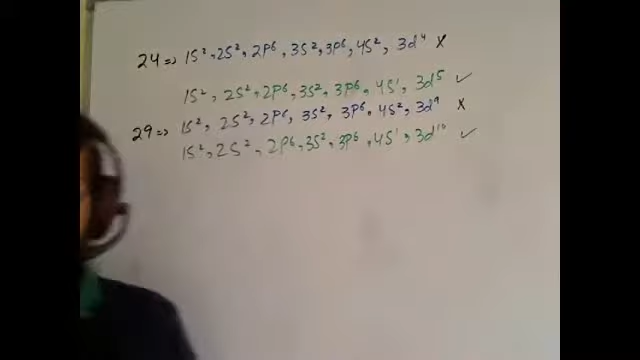 24 => 1S², 2S², 2P⁶, 3S², 3P⁶, 4S², 3d⁴ ×
1S², 2S², 2P⁶, 3S², 3P⁶, 4S¹, 3d⁵ ✓
29 => 1S², 2S², 2P⁶, 3S², 3P⁶, 4S², 3d⁹ ×
1S², 2S², 2P⁶, 3S², 3P⁶, 4S¹, 3d¹⁰ ✓